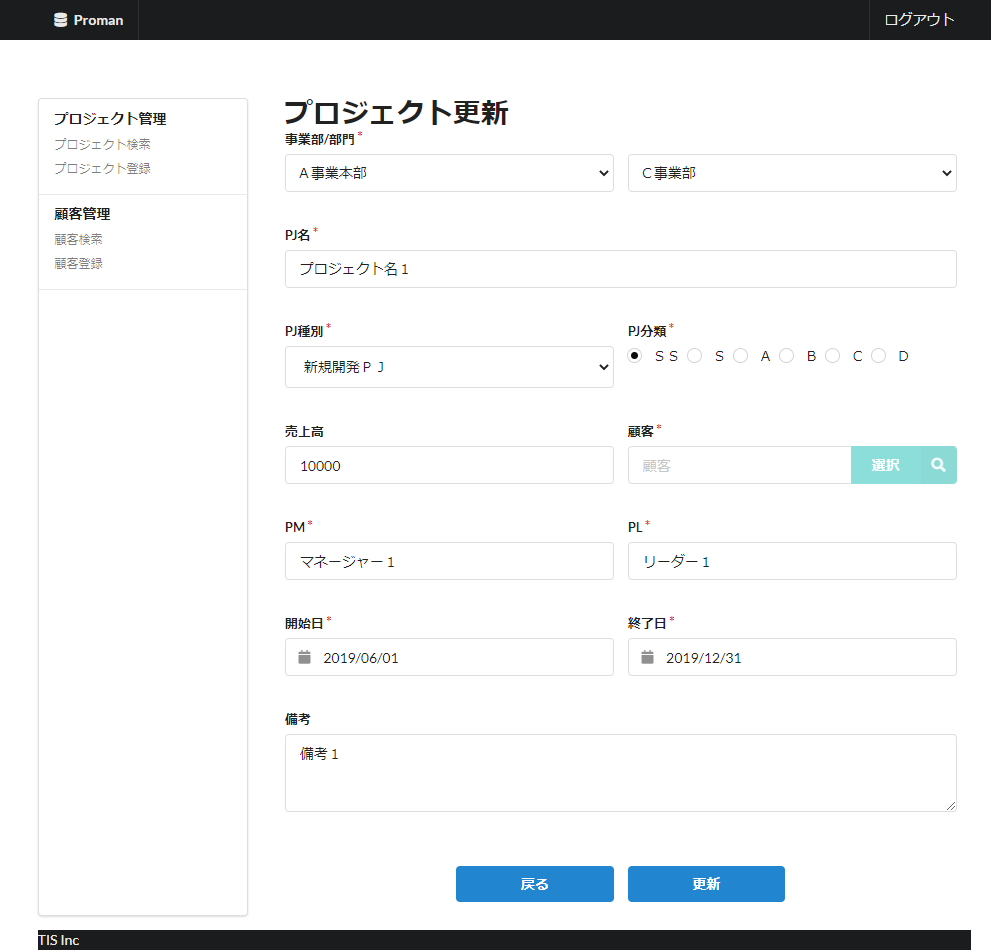 Proman ログアウト
プロジェクト管理
プロジェクト検索
プロジェクト登録
顧客管理
顧客検索
顧客登録
プロジェクト更新
事業部/部門*
A事業本部 C事業部
PJ名*
プロジェクト名1
PJ種別* PJ分類*
新規開発PJ SS S A B C D
売上高 顧客*
10000 顧客 選択
PM* PL*
マネージャー1 リーダー1
開始日* 終了日*
2019/06/01 2019/12/31
備考
備考1
戻る 更新
TIS Inc